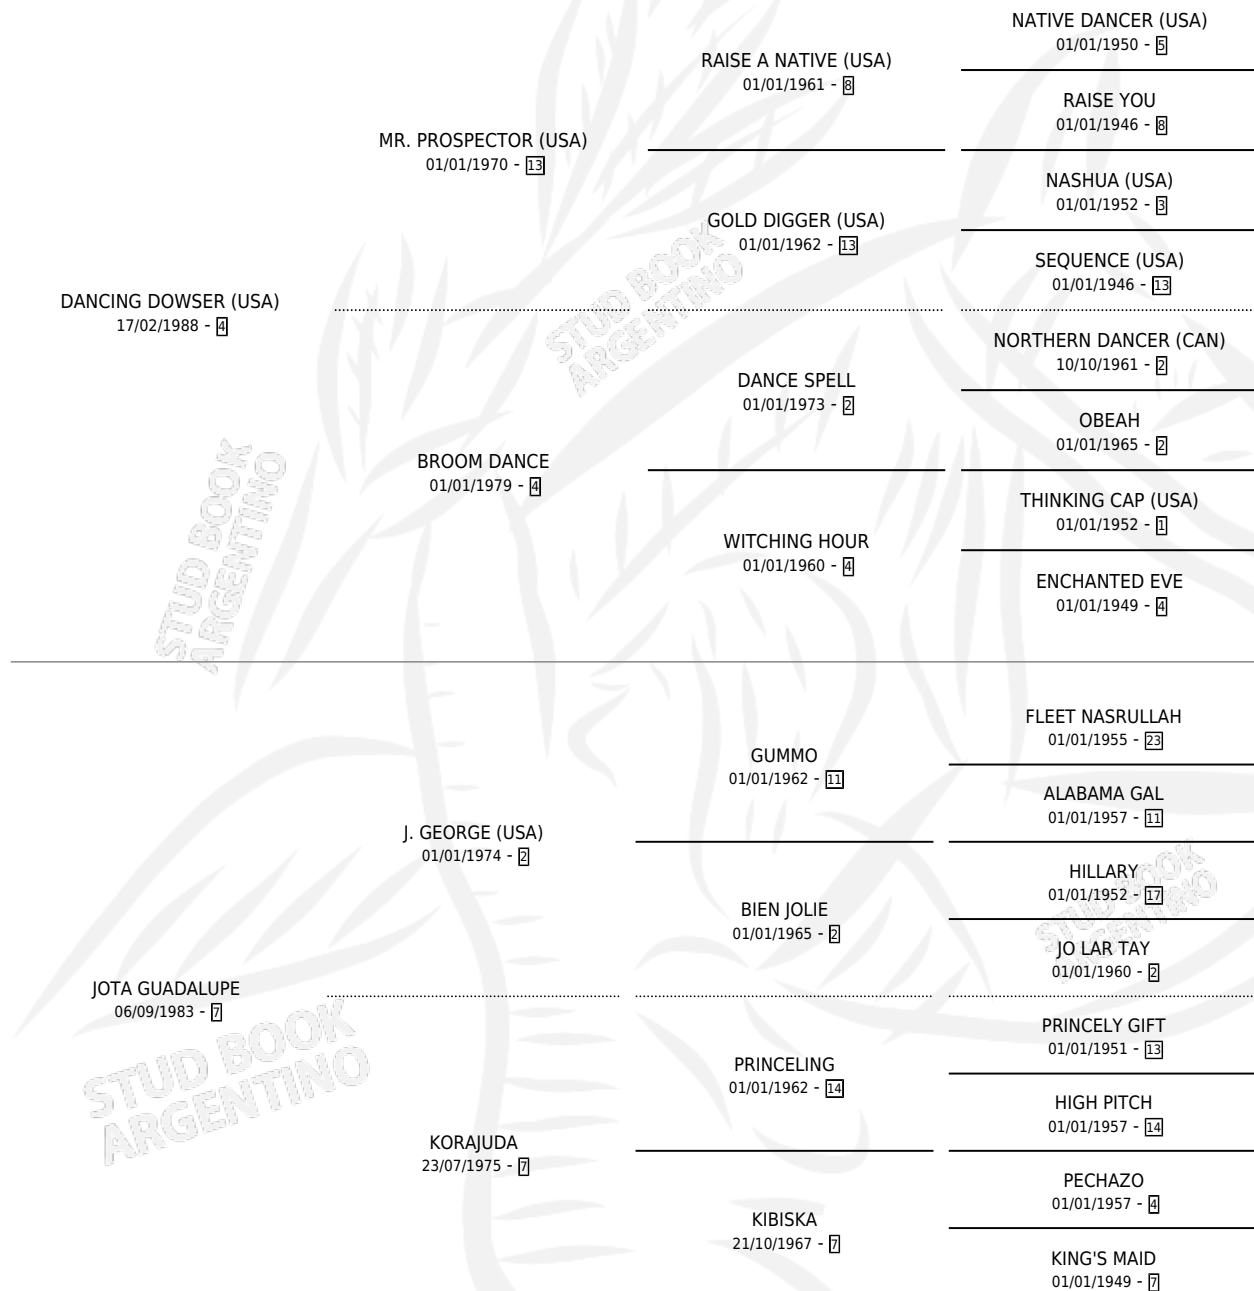 NATIVE DANCER (USA)
01/01/1950 - 5
RAISE A NATIVE (USA)
01/01/1961 - 8
RAISE YOU
01/01/1946 - 8
MR. PROSPECTOR (USA)
01/01/1970 - 13
NASHUA (USA)
01/01/1952 - 3
GOLD DIGGER (USA)
01/01/1962 - 13
SEQUENCE (USA)
01/01/1946 - 13
DANCING DOWSER (USA)
17/02/1988 - 4
STUD BOOK
ARGENTINO
NORTHERN DANCER (CAN)
10/10/1961 - 2
DANCE SPELL
01/01/1973 - 2
OBEAH
01/01/1965 - 2
BROOM DANCE
01/01/1979 - 4
THINKING CAP (USA)
01/01/1952 - 1
WITCHING HOUR
01/01/1960 - 4
ENCHANTED EVE
01/01/1949 - 4
STUD BOOK
ARGENTINO
FLEET NASRULLAH
01/01/1955 - 23
GUMMO
01/01/1962 - 11
ALABAMA GAL
01/01/1957 - 11
J. GEORGE (USA)
01/01/1974 - 2
HILLARY
01/01/1952 - 17
BIEN JOLIE
01/01/1965 - 2
STUD BOOK
ARGENTINO
JO LAR TAY
01/01/1960 - 2
JOTA GUADALUPE
06/09/1983 - 7
PRINCELY GIFT
01/01/1951 - 13
PRINCELING
01/01/1962 - 14
HIGH PITCH
01/01/1957 - 14
STUD BOOK
ARGENTINO
KORAJUDA
23/07/1975 - 7
PECHAZO
01/01/1957 - 4
KIBISKA
21/10/1967 - 7
KING'S MAID
01/01/1949 - 7